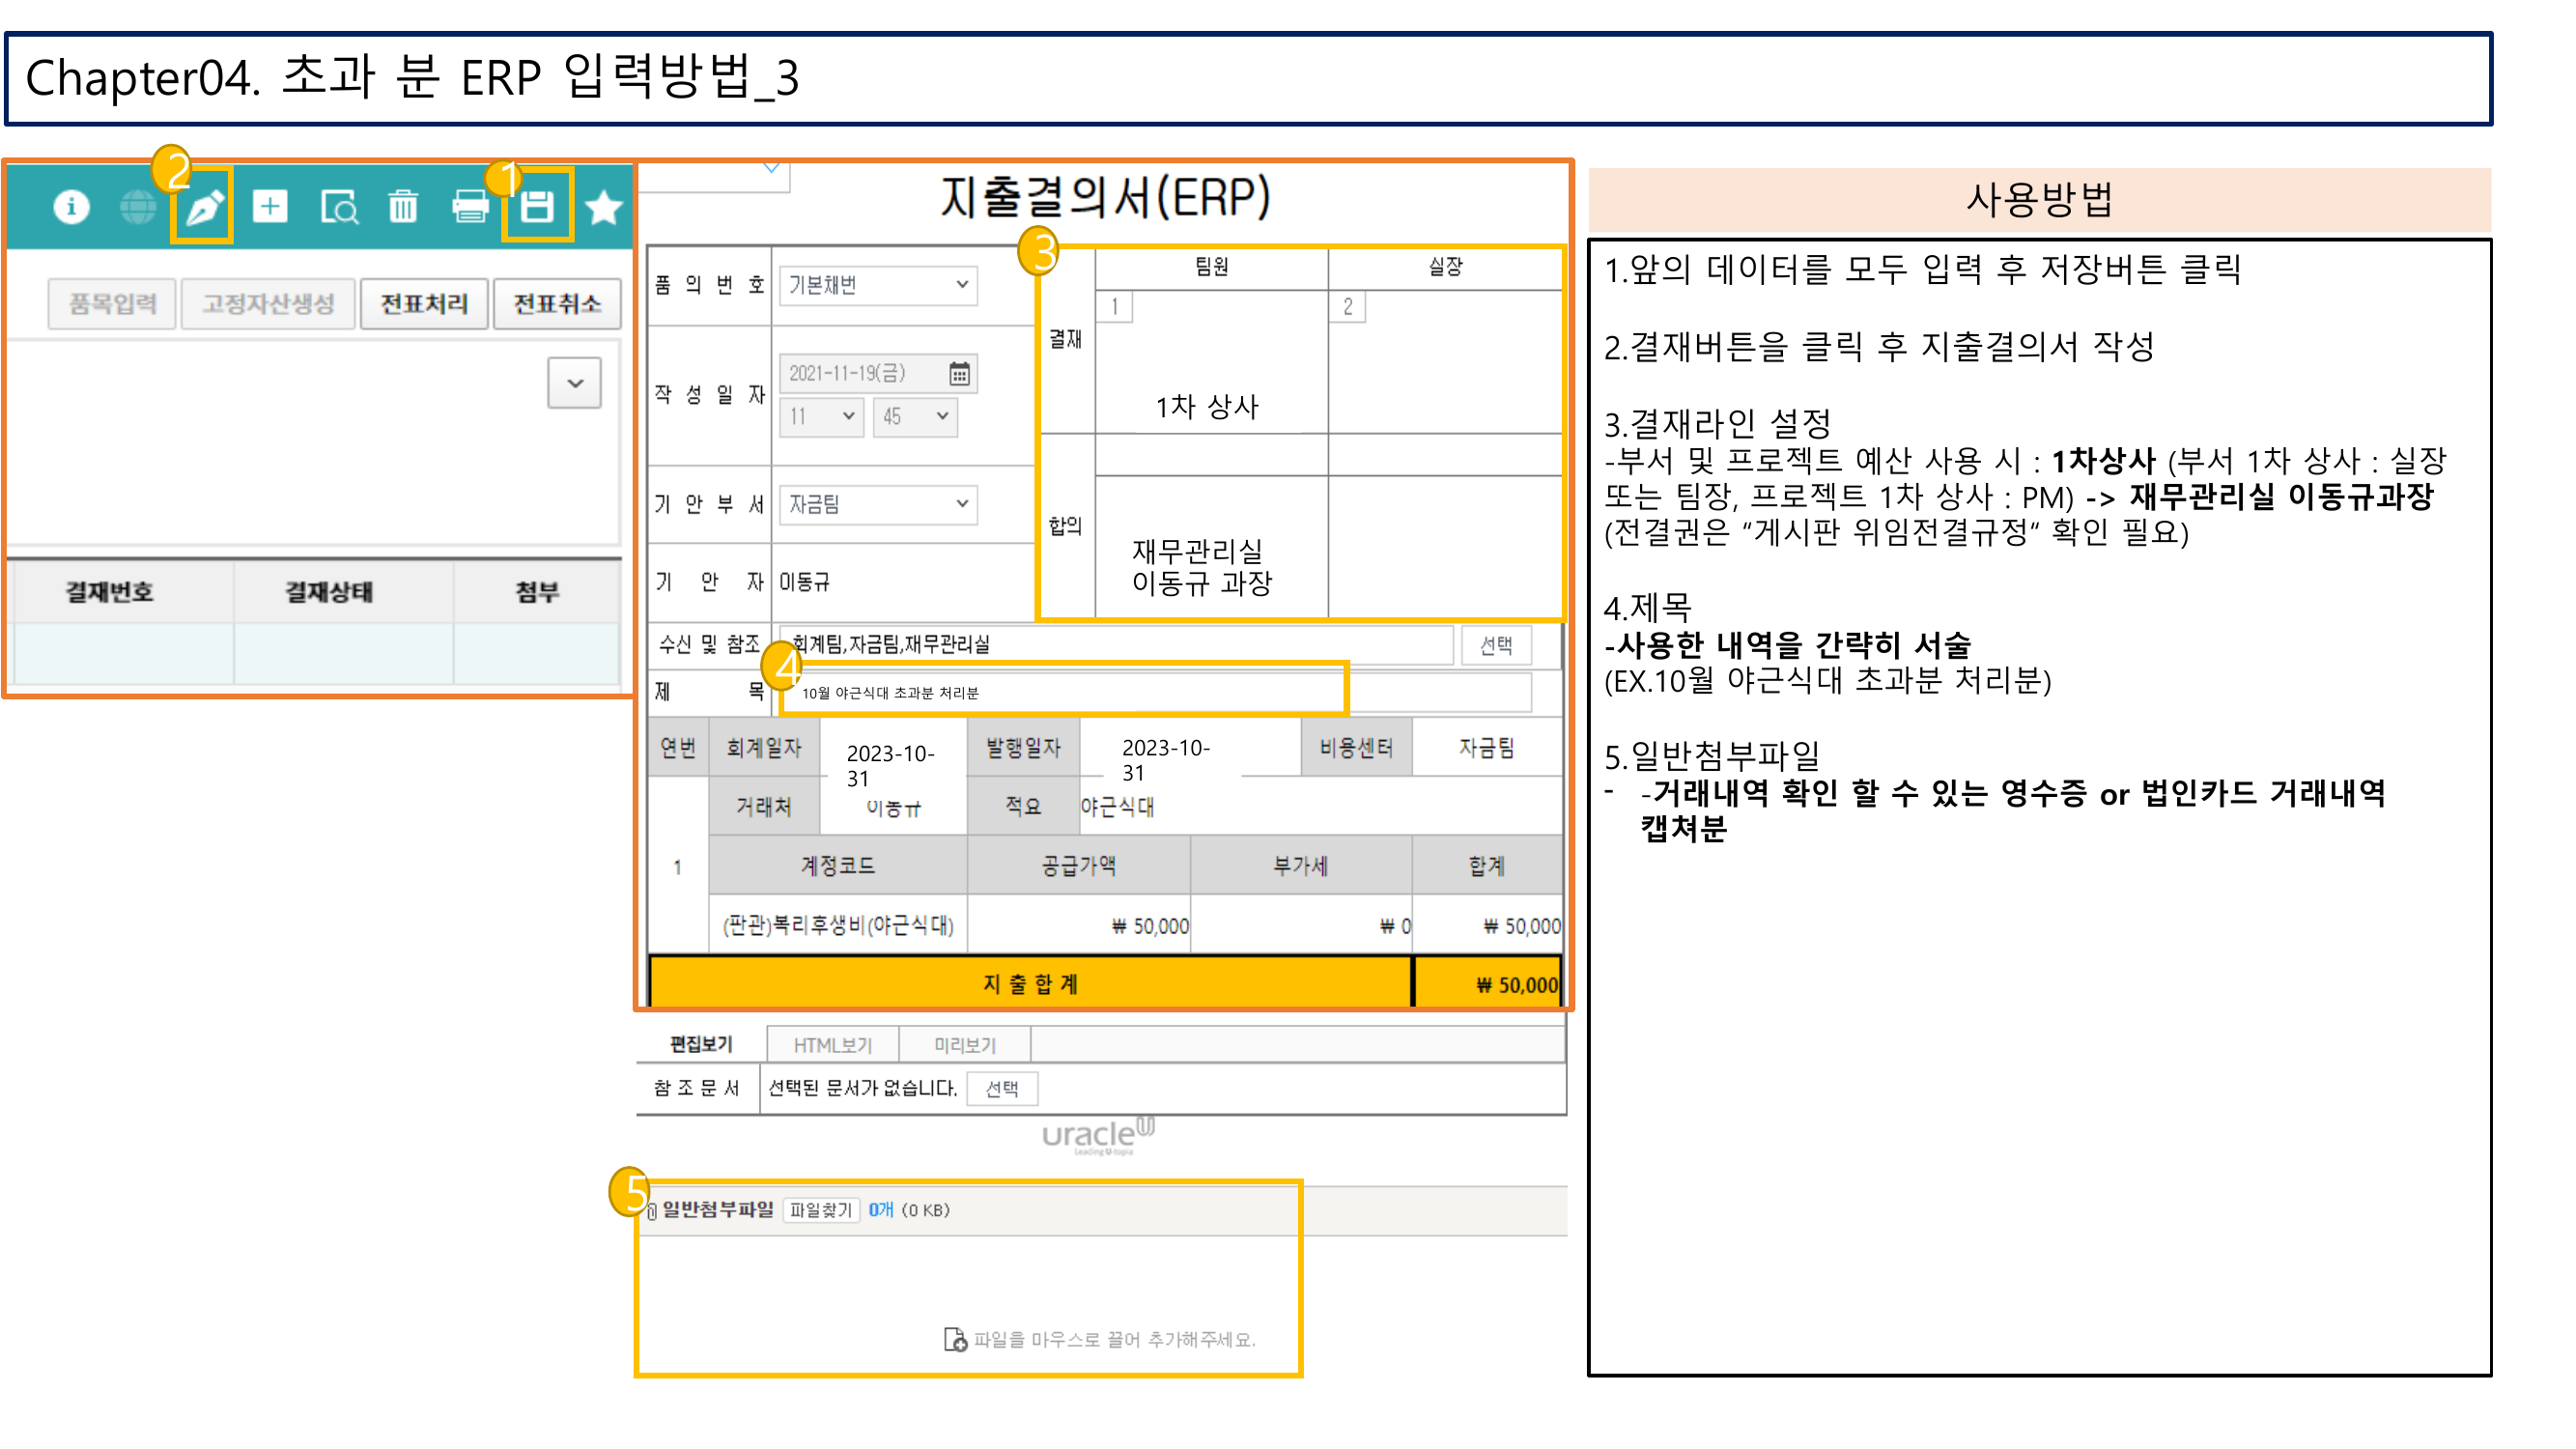 Chapter04. 초과 분 ERP 입력방법_3
2
1
품목입력 고정자산생성 전표처리 전표취소
결재번호 결재상태 첨부
지출결의서(ERP)
3
품 의 번 호 기본채번
결재 팀원 실장
1 2
1차 상사
작 성 일 자 2021-11-19(금)
11 45
기 안 부 서 자금팀
합의
재무관리실
이동규 과장
기 안 자 이동규
수신 및 참조 회계팀,자금팀,재무관리실 선택
4
제 목 10월 야근식대 초과분 처리분
연번 회계일자 2023-10-
31 발행일자 2023-10-
31 비용센터 자금팀
거래처 이동규 적요 야근식대
1 계정코드 공급가액 부가세 합계
(판관)복리후생비(야근식대) ₩ 50,000 ₩ 0 ₩ 50,000
지 출 합 계 ₩ 50,000
편집보기 HTML보기 미리보기
참 조 문 서 선택된 문서가 없습니다. 선택
uracle U
Leading U-topia
5
일반첨부파일 파일찾기 0개 (0 KB)
파일을 마우스로 끌어 추가해주세요.
사용방법
1.앞의 데이터를 모두 입력 후 저장버튼 클릭
2.결재버튼을 클릭 후 지출결의서 작성
3.결재라인 설정
-부서 및 프로젝트 예산 사용 시 : 1차상사 (부서 1차 상사 : 실장
또는 팀장, 프로젝트 1차 상사 : PM) -> 재무관리실 이동규과장
(전결권은 “게시판 위임전결규정“ 확인 필요)
4.제목
-사용한 내역을 간략히 서술
(EX.10월 야근식대 초과분 처리분)
5.일반첨부파일
- -거래내역 확인 할 수 있는 영수증 or 법인카드 거래내역
캡쳐분